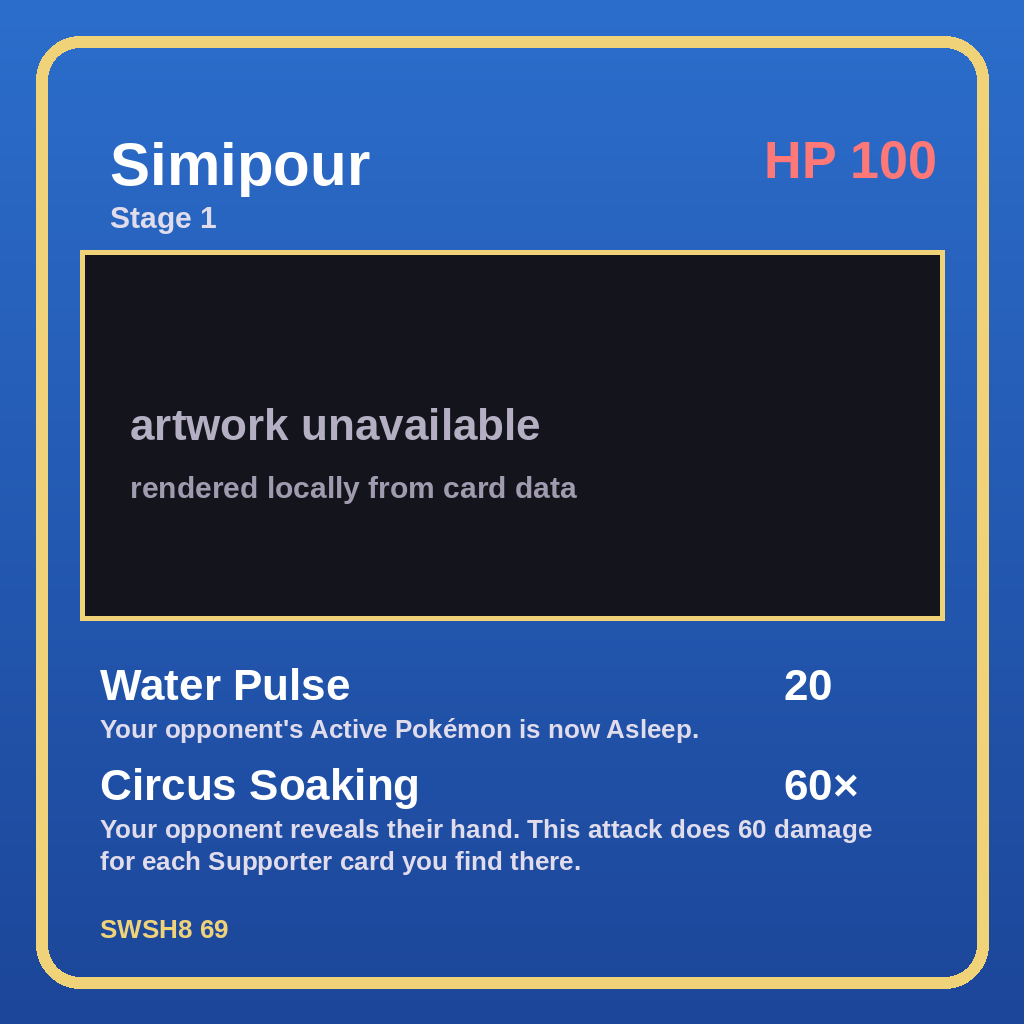 Simipour
HP 100
Stage 1
artwork unavailable
rendered locally from card data
Water Pulse
20
Your opponent's Active Pokémon is now Asleep.
Circus Soaking
60×
Your opponent reveals their hand. This attack does 60 damage
for each Supporter card you find there.
SWSH8 69